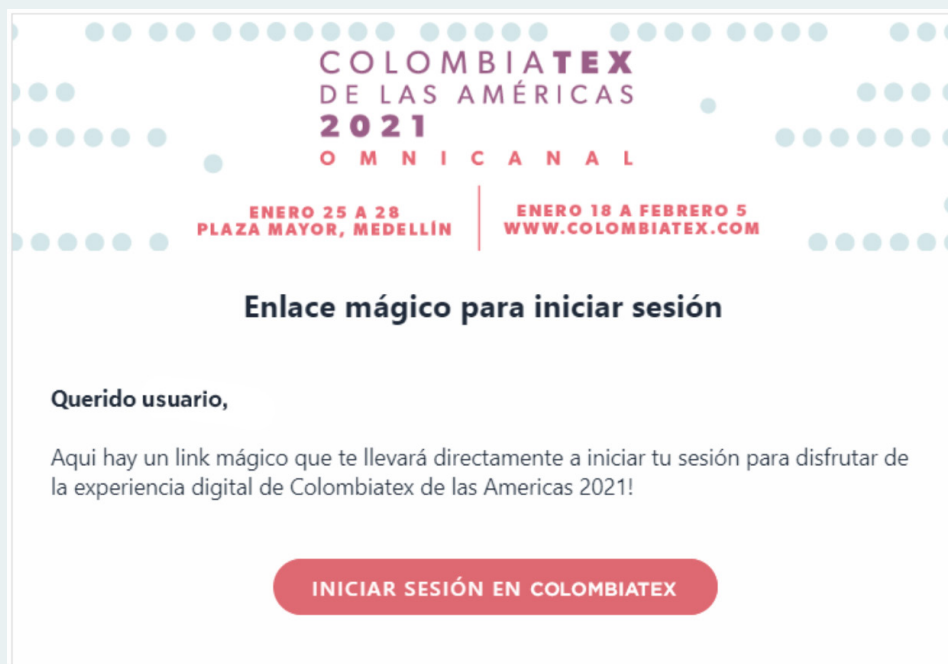 COLOMBIATEX
DE LAS AMÉRICAS
2021
OMNICANAL
ENERO 25 A 28
PLAZA MAYOR, MEDELLÍN
ENERO 18 A FEBRERO 5
WWW.COLOMBIATEX.COM
Enlace mágico para iniciar sesión
Querido usuario,
Aqui hay un link mágico que te llevará directamente a iniciar tu sesión para disfrutar de
la experiencia digital de Colombiatex de las Americas 2021!
INICIAR SESIÓN EN COLOMBIATEX